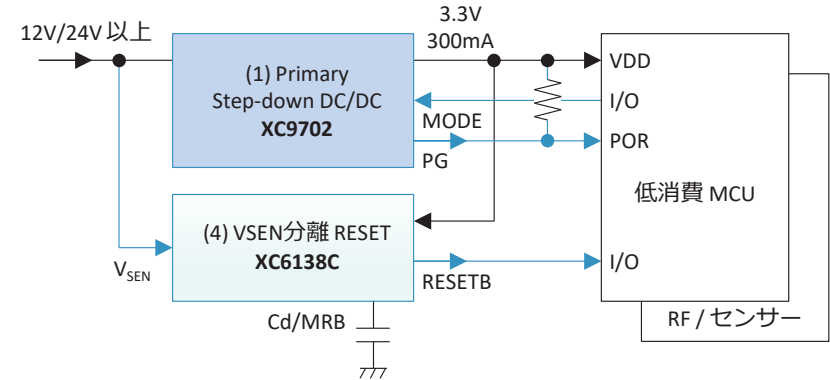 12V/24V 以上
3.3V
300mA
(1) Primary
Step-down DC/DC
XC9702
MODE
PG
VDD
I/O
POR
低消費 MCU
I/O
(4) VSEN分離 RESET
XC6138C
VSEN
RESETB
Cd/MRB
RF / センサー